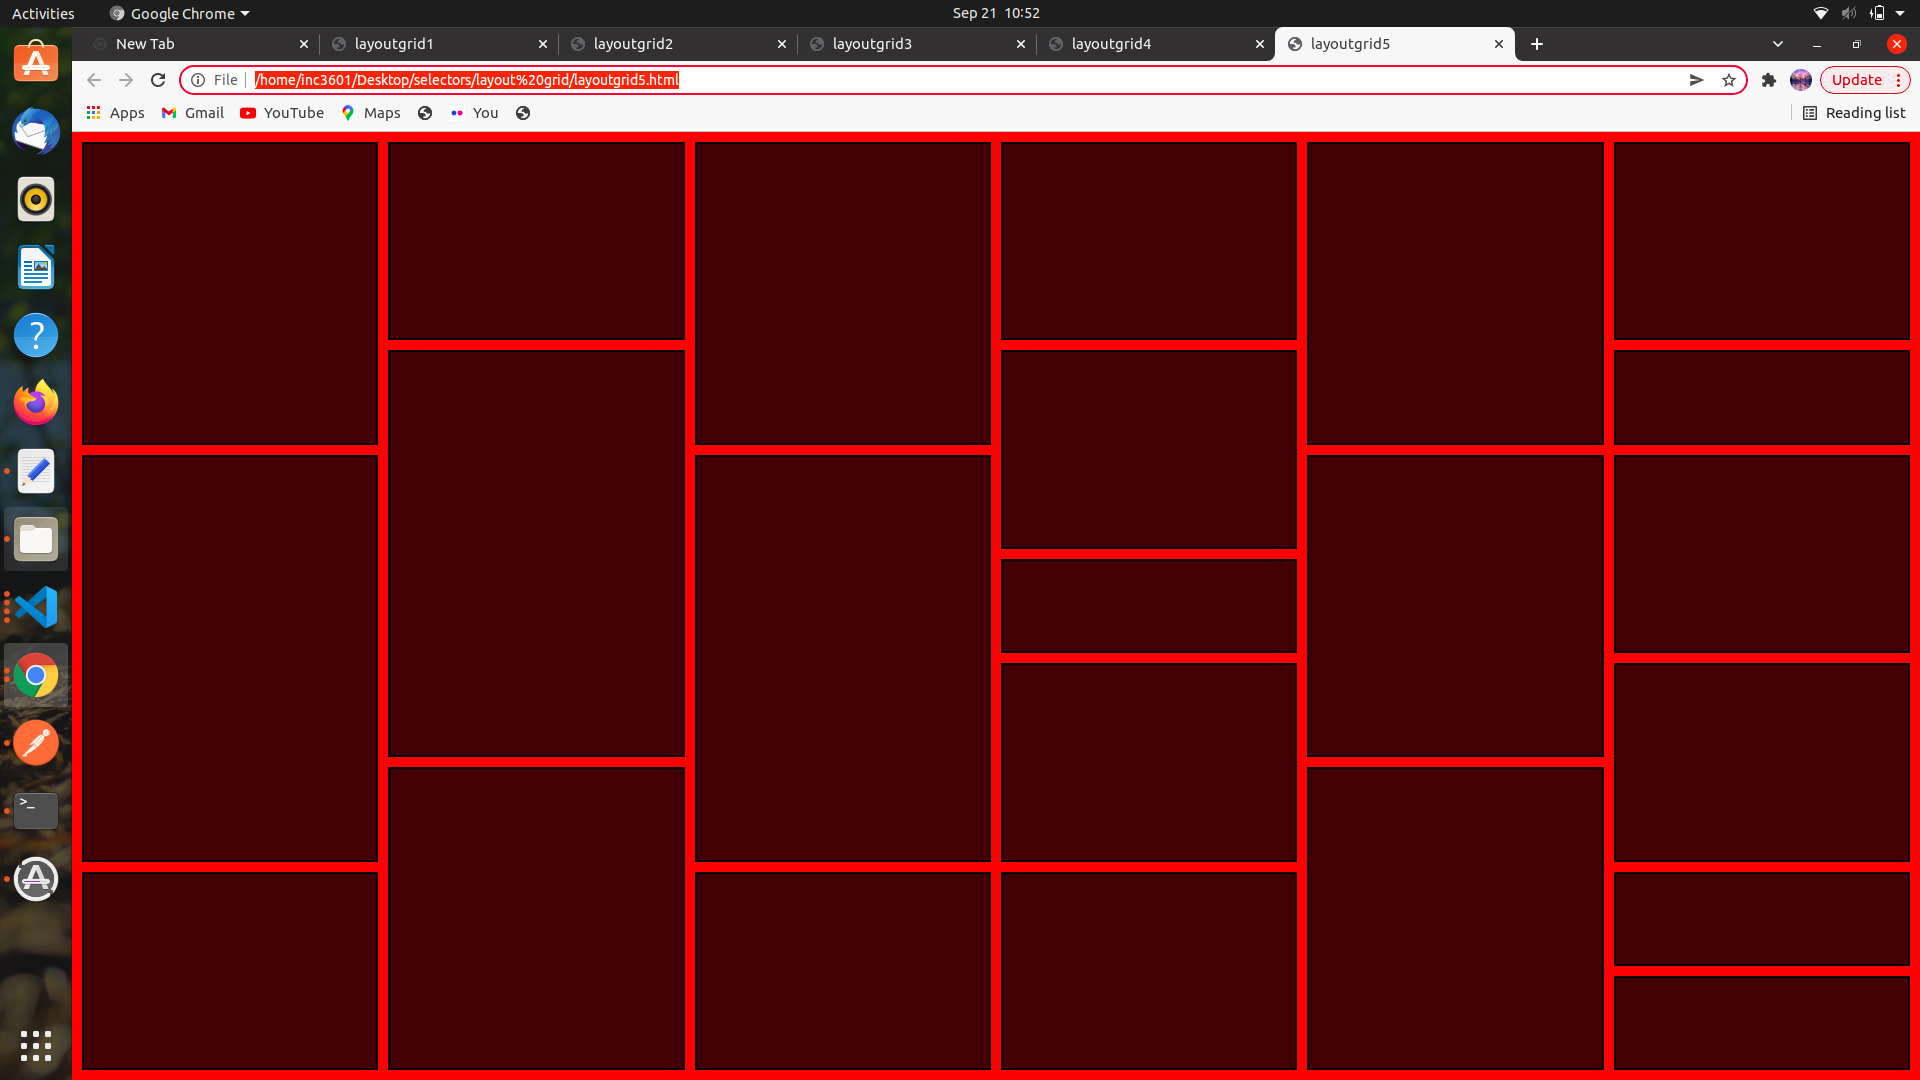 Activities Google Chrome Sep 21 10:52
New Tab layoutgrid1 layoutgrid2 layoutgrid3 layoutgrid4 layoutgrid5
File /home/inc3601/Desktop/selectors/layout%20grid/layoutgrid5.html Update
Apps Gmail YouTube Maps You Reading list
>_